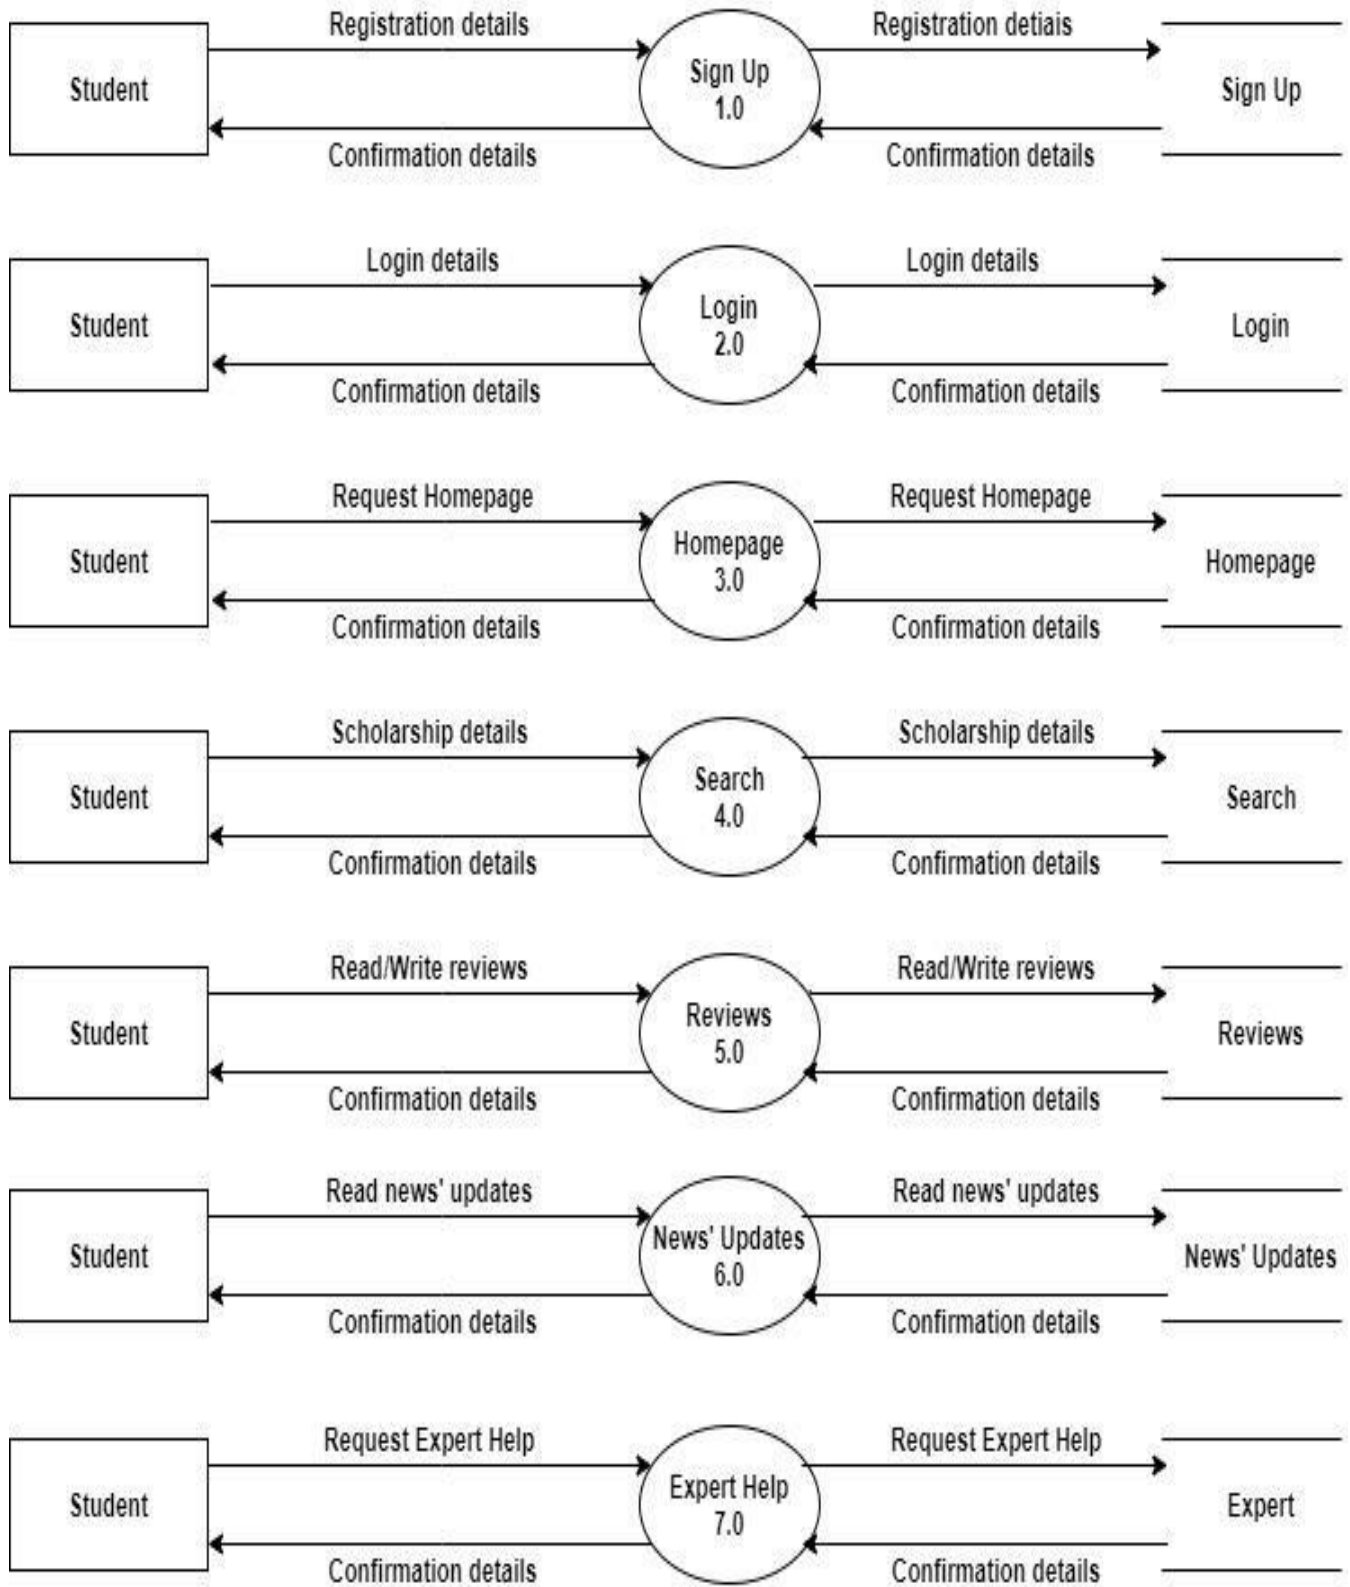 Registration details
Registration detiais
Student
Sign Up
1.0
Sign Up
Confirmation details
Confirmation details
Login details
Login details
Student
Login
2.0
Login
Confirmation details
Confirmation details
Request Homepage
Request Homepage
Student
Homepage
3.0
Homepage
Confirmation details
Confirmation details
Scholarship details
Scholarship details
Student
Search
4.0
Search
Confirmation details
Confirmation details
Read/Write reviews
Read/Write reviews
Student
Reviews
5.0
Reviews
Confirmation details
Confirmation details
Read news' updates
Read news' updates
Student
News' Updates
6.0
News' Updates
Confirmation details
Confirmation details
Request Expert Help
Request Expert Help
Student
Expert Help
7.0
Expert
Confirmation details
Confirmation details